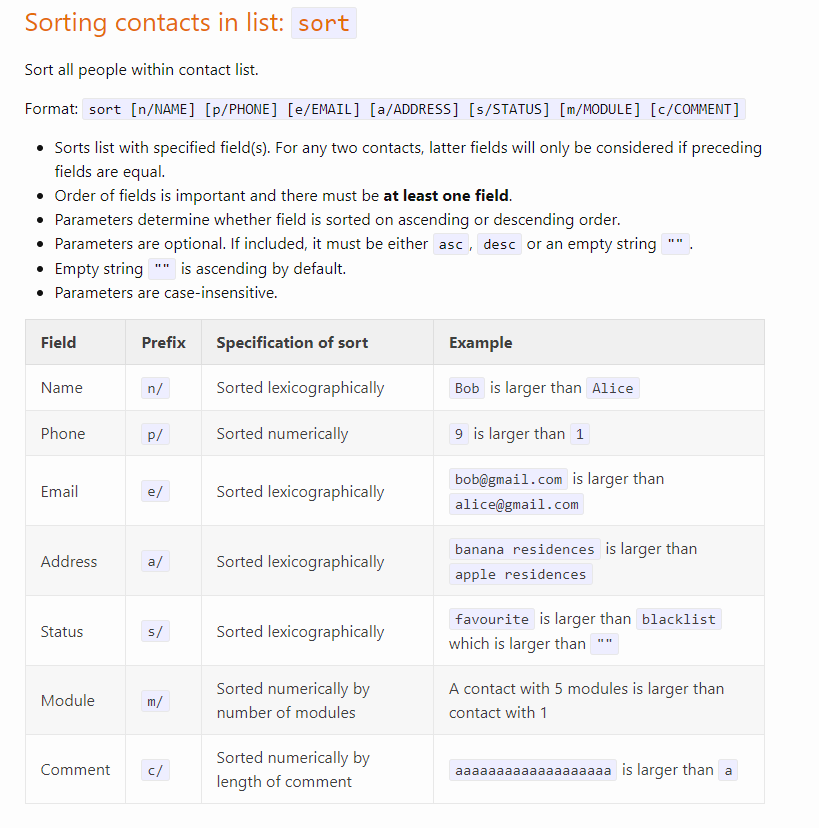 Sorting contacts in list: sort
Sort all people within contact list.
Format: sort [n/NAME] [p/PHONE] [e/EMAIL] [a/ADDRESS] [s/STATUS] [m/MODULE] [c/COMMENT]
• Sorts list with specified field(s). For any two contacts, latter fields will only be considered if preceding
fields are equal.
• Order of fields is important and there must be at least one field.
• Parameters determine whether field is sorted on ascending or descending order.
• Parameters are optional. If included, it must be either asc, desc or an empty string "".
• Empty string "" is ascending by default.
• Parameters are case-insensitive.
Field Prefix Specification of sort Example
Name n/ Sorted lexicographically Bob is larger than Alice
Phone p/ Sorted numerically 9 is larger than 1
Email e/ Sorted lexicographically bob@gmail.com is larger than
alice@gmail.com
Address a/ Sorted lexicographically banana residences is larger than
apple residences
Status s/ Sorted lexicographically favourite is larger than blacklist
which is larger than ""
Module m/ Sorted numerically by
number of modules
A contact with 5 modules is larger than
contact with 1
Comment c/ Sorted numerically by
length of comment
aaaaaaaaaaaaaaaaaaa is larger than a